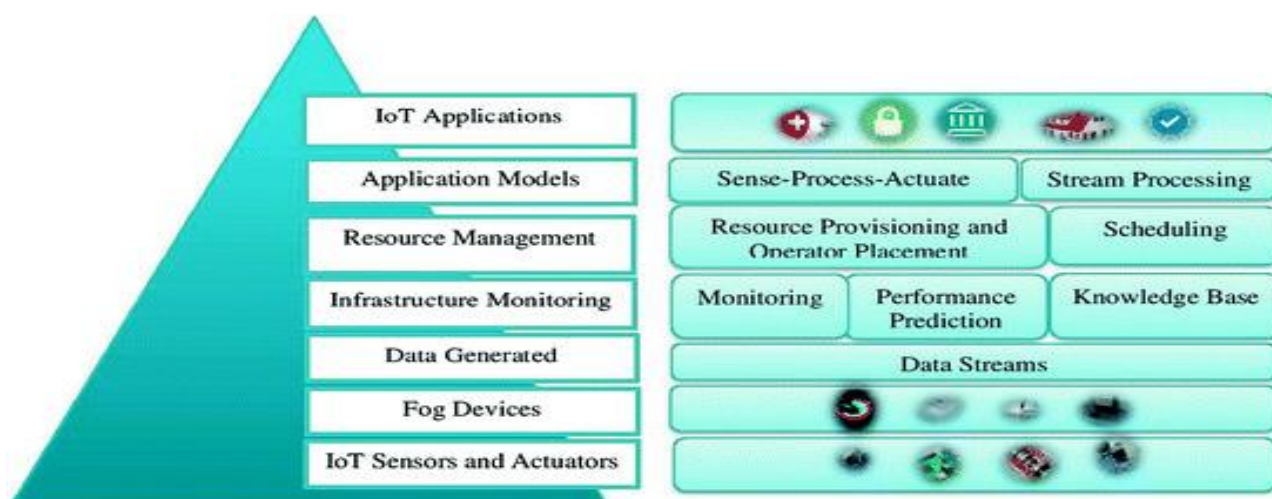 IoT Applications
Application Models
Sense-Process-Actuate
Stream Processing
Resource Management
Resource Provisioning and
Operator Placement
Scheduling
Infrastructure Monitoring
Monitoring
Performance
Prediction
Knowledge Base
Data Generated
Data Streams
Fog Devices
IoT Sensors and Actuators